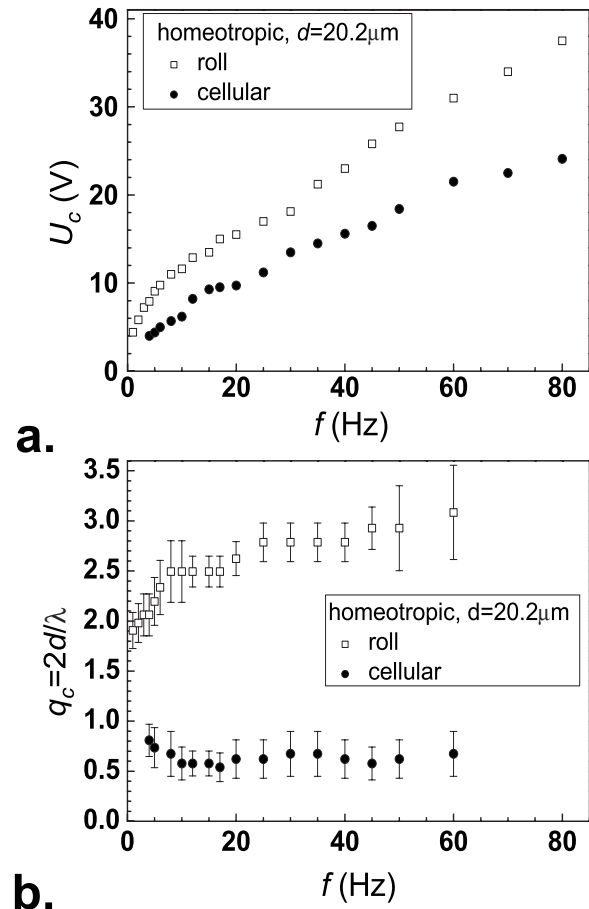 homeotropic, d=20.2μm
roll
cellular
40
30
20
10
0
U_c (V)
0 20 40 60 80
f (Hz)
a.
3.5
3.0
2.5
2.0
1.5
1.0
0.5
0.0
q_c=2d/λ
homeotropic, d=20.2μm
roll
cellular
0 20 40 60 80
f (Hz)
b.